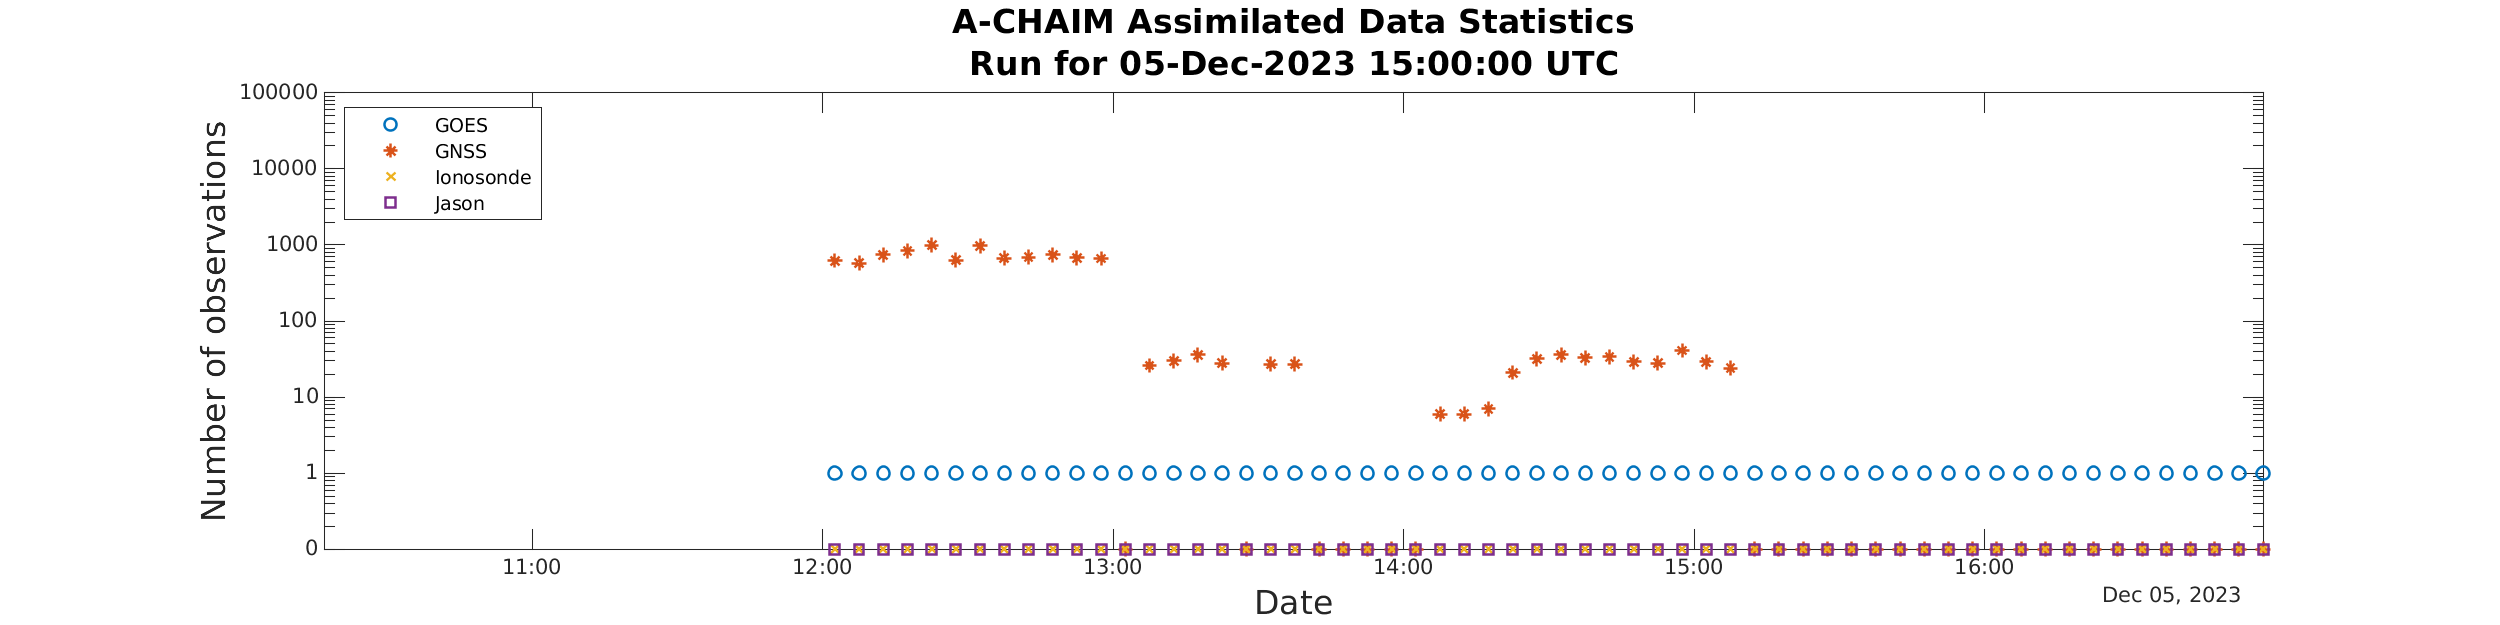 A-CHAIM Assimilated Data Statistics
Run for 05-Dec-2023 15:00:00 UTC
Number of observations
100000
10000
1000
100
10
1
0
GOES
GNSS
Ionosonde
Jason
11:00 12:00 13:00 14:00 15:00 16:00
Dec 05, 2023
Date